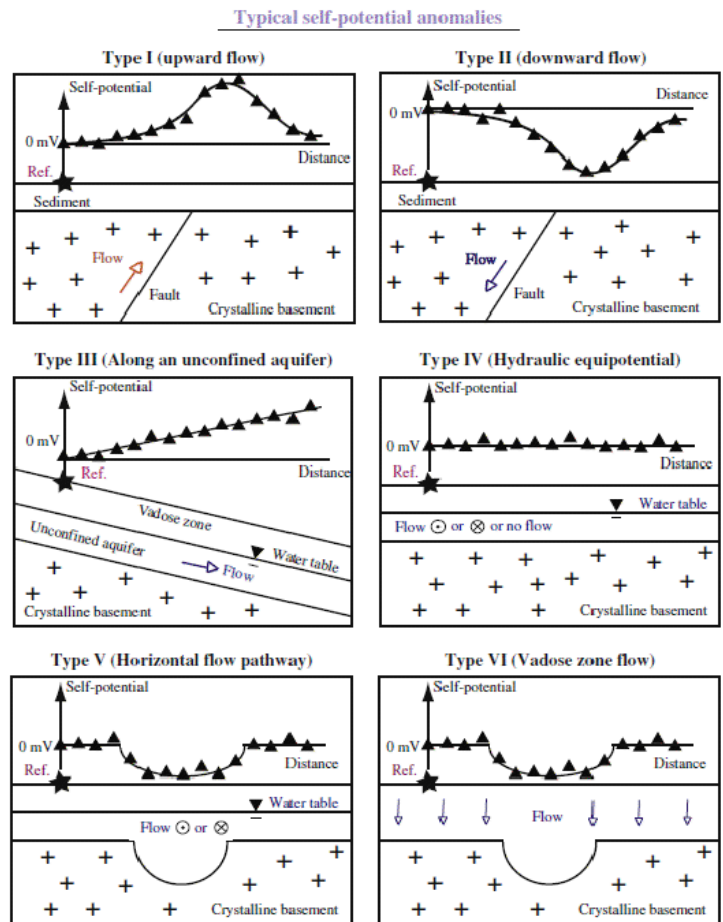 Typical self-potential anomalies
Type I (upward flow)
Self-potential
0 mV
Distance
Ref.
Sediment
Flow
Fault
Crystalline basement
Type II (downward flow)
Self-potential
Distance
0 mV
Ref.
Flow
Fault
Crystalline basement
Type III (Along an unconfined aquifer)
Self-potential
0 mV
Ref.
Distance
Vadose zone
Unconfined aquifer
Water table
Flow
Crystalline basement
Type IV (Hydraulic equipotential)
Self-potential
0 mV
Distance
Ref.
Water table
Flow ⊙ or ⊗ or no flow
Crystalline basement
Type V (Horizontal flow pathway)
Self-potential
0 mV
Distance
Ref.
Water table
Flow ⊙ or ⊗
Crystalline basement
Type VI (Vadose zone flow)
Self-potential
0 mV
Distance
Ref.
Flow
Crystalline basement